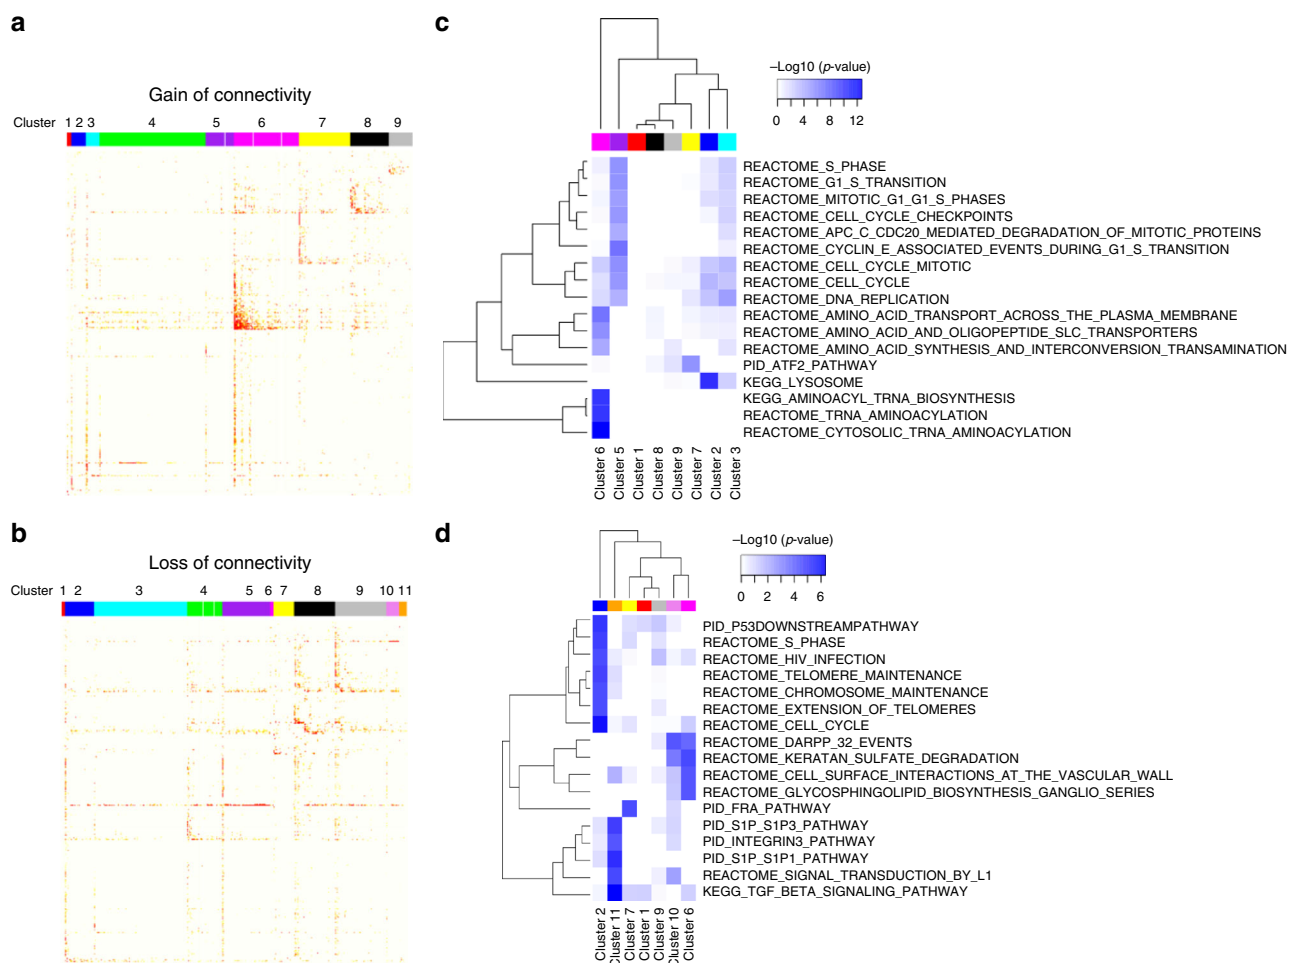 a
Gain of connectivity
Cluster 1 2 3 4 5 6 7 8 9
c
–Log10 (p-value)
0 4 8 12
REACTOME_S_PHASE
REACTOME_G1_S_TRANSITION
REACTOME_MITOTIC_G1_G1_S_PHASES
REACTOME_CELL_CYCLE_CHECKPOINTS
REACTOME_APC_C_CDC20_MEDIATED_DEGRADATION_OF_MITOTIC_PROTEINS
REACTOME_CYCLIN_E_ASSOCIATED_EVENTS_DURING_G1_S_TRANSITION
REACTOME_CELL_CYCLE_MITOTIC
REACTOME_CELL_CYCLE
REACTOME_DNA_REPLICATION
REACTOME_AMINO_ACID_TRANSPORT_ACROSS_THE_PLASMA_MEMBRANE
REACTOME_AMINO_ACID_AND_OLIGOPEPTIDE_SLC_TRANSPORTERS
REACTOME_AMINO_ACID_SYNTHESIS_AND_INTERCONVERSION_TRANSAMINATION
PID_ATF2_PATHWAY
KEGG_LYSOSOME
KEGG_AMINOACYL_TRNA_BIOSYNTHESIS
REACTOME_TRNA_AMINOACYLATION
REACTOME_CYTOSOLIC_TRNA_AMINOACYLATION
Cluster 6
Cluster 5
Cluster 1
Cluster 8
Cluster 9
Cluster 7
Cluster 2
Cluster 3
b
Loss of connectivity
Cluster 1 2 3 4 5 6 7 8 9 10 11
d
–Log10 (p-value)
0 2 4 6
PID_P53DOWNSTREAMPATHWAY
REACTOME_S_PHASE
REACTOME_HIV_INFECTION
REACTOME_TELOMERE_MAINTENANCE
REACTOME_CHROMOSOME_MAINTENANCE
REACTOME_EXTENSION_OF_TELOMERES
REACTOME_CELL_CYCLE
REACTOME_DARPP_32_EVENTS
REACTOME_KERATAN_SULFATE_DEGRADATION
REACTOME_CELL_SURFACE_INTERACTIONS_AT_THE_VASCULAR_WALL
REACTOME_GLYCOSPHINGOLIPID_BIOSYNTHESIS_GANGLIO_SERIES
PID_FRA_PATHWAY
PID_S1P_S1P3_PATHWAY
PID_INTEGRIN3_PATHWAY
PID_S1P_S1P1_PATHWAY
REACTOME_SIGNAL_TRANSDUCTION_BY_L1
KEGG_TGF_BETA_SIGNALING_PATHWAY
Cluster 2
Cluster 11
Cluster 7
Cluster 1
Cluster 9
Cluster 10
Cluster 6